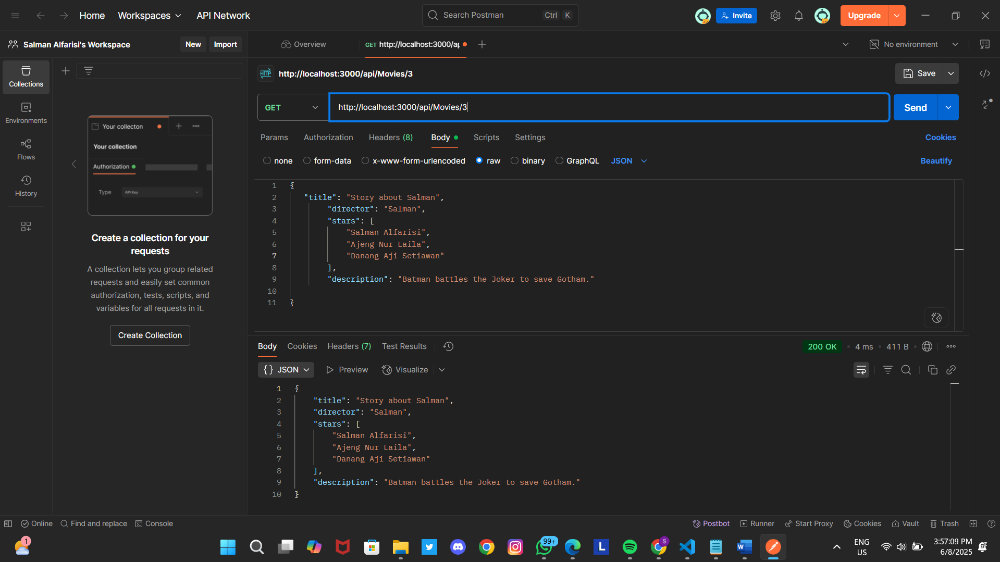 Home
Workspaces
API Network
Search Postman
Ctrl
K
Invite
Upgrade
Salman Alfarisi's Workspace
New
Import
Overview
GET http://localhost:3000/ap
No environment
Collections
Environments
Flows
History
Your collecton
Your collection
Authorization
Type
API Key
Create a collection for your
requests
A collection lets you group related
requests and easily set common
authorization, tests, scripts, and
variables for all requests in it.
Create Collection
HTTP
http://localhost:3000/api/Movies/3
Save
GET
http://localhost:3000/api/Movies/3
Send
Params
Authorization
Headers (8)
Body
Scripts
Settings
Cookies
none
form-data
x-www-form-urlencoded
raw
binary
GraphQL
JSON
Beautify
1 {
2 "title": "Story about Salman",
3 "director": "Salman",
4 "stars": [
5 "Salman Alfarisi",
6 "Ajeng Nur Laila",
7 "Danang Aji Setiawan"
8 ],
9 "description": "Batman battles the Joker to save Gotham."
10
11 }
Body
Cookies
Headers (7)
Test Results
200 OK
4 ms
411 B
{} JSON
Preview
Visualize
1 {
2 "title": "Story about Salman",
3 "director": "Salman",
4 "stars": [
5 "Salman Alfarisi",
6 "Ajeng Nur Laila",
7 "Danang Aji Setiawan"
8 ],
9 "description": "Batman battles the Joker to save Gotham."
10 }
Online
Find and replace
Console
Postbot
Runner
Start Proxy
Cookies
Vault
Trash
1
99+
L
S
W
ENG
US
3:57:09 PM
6/8/2025